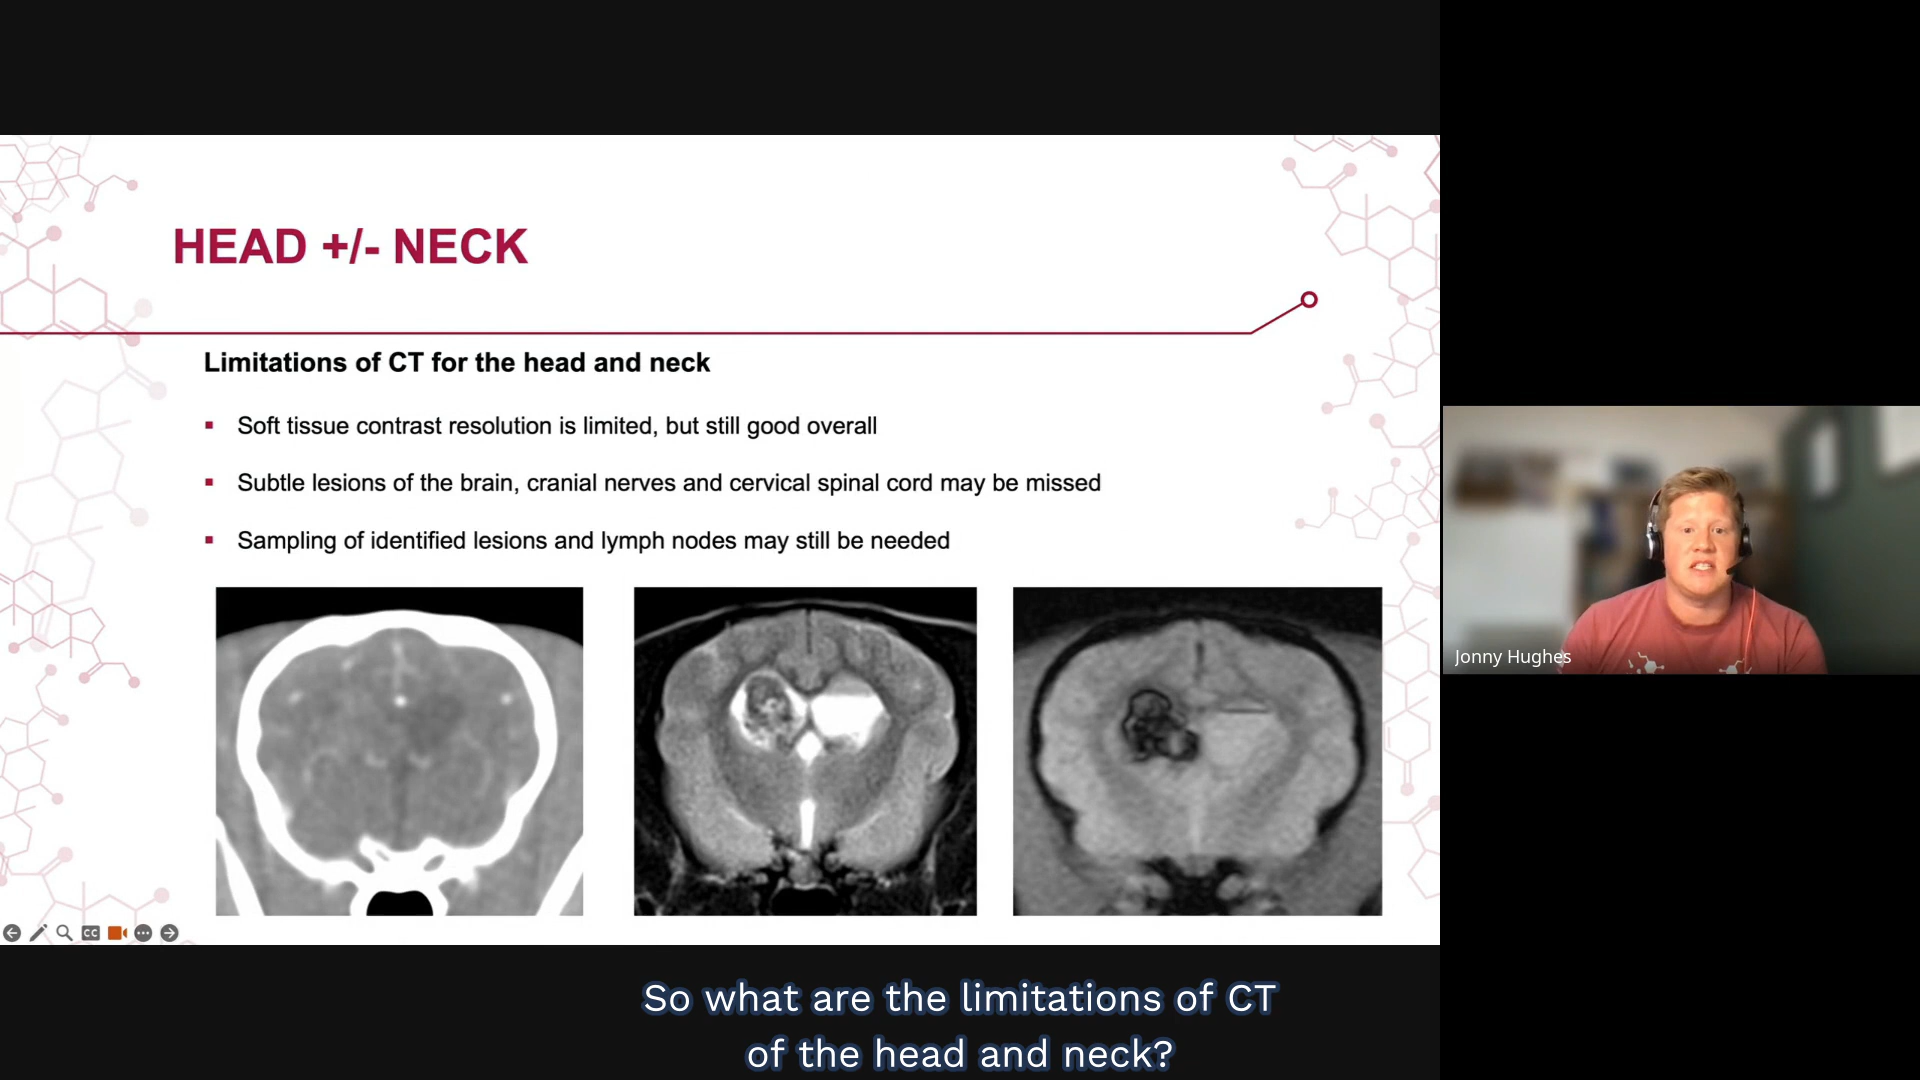 HEAD +/- NECK
Limitations of CT for the head and neck
▪ Soft tissue contrast resolution is limited, but still good overall
▪ Subtle lesions of the brain, cranial nerves and cervical spinal cord may be missed
▪ Sampling of identified lesions and lymph nodes may still be needed
Jonny Hughes
CC
So what are the limitations of CT
of the head and neck?